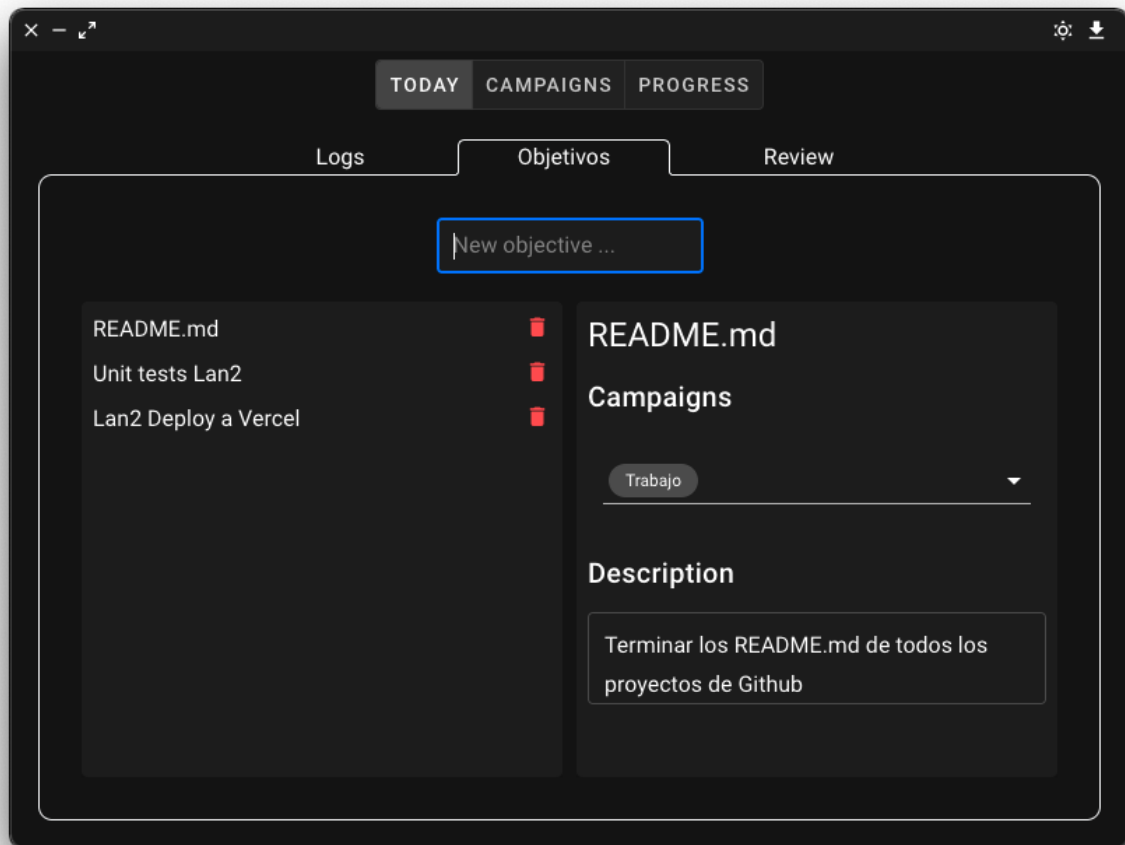 TODAY CAMPAIGNS PROGRESS
Logs Objetivos Review
New objective ...
README.md
Unit tests Lan2
Lan2 Deploy a Vercel
README.md
Campaigns
Trabajo
Description
Terminar los README.md de todos los
proyectos de Github